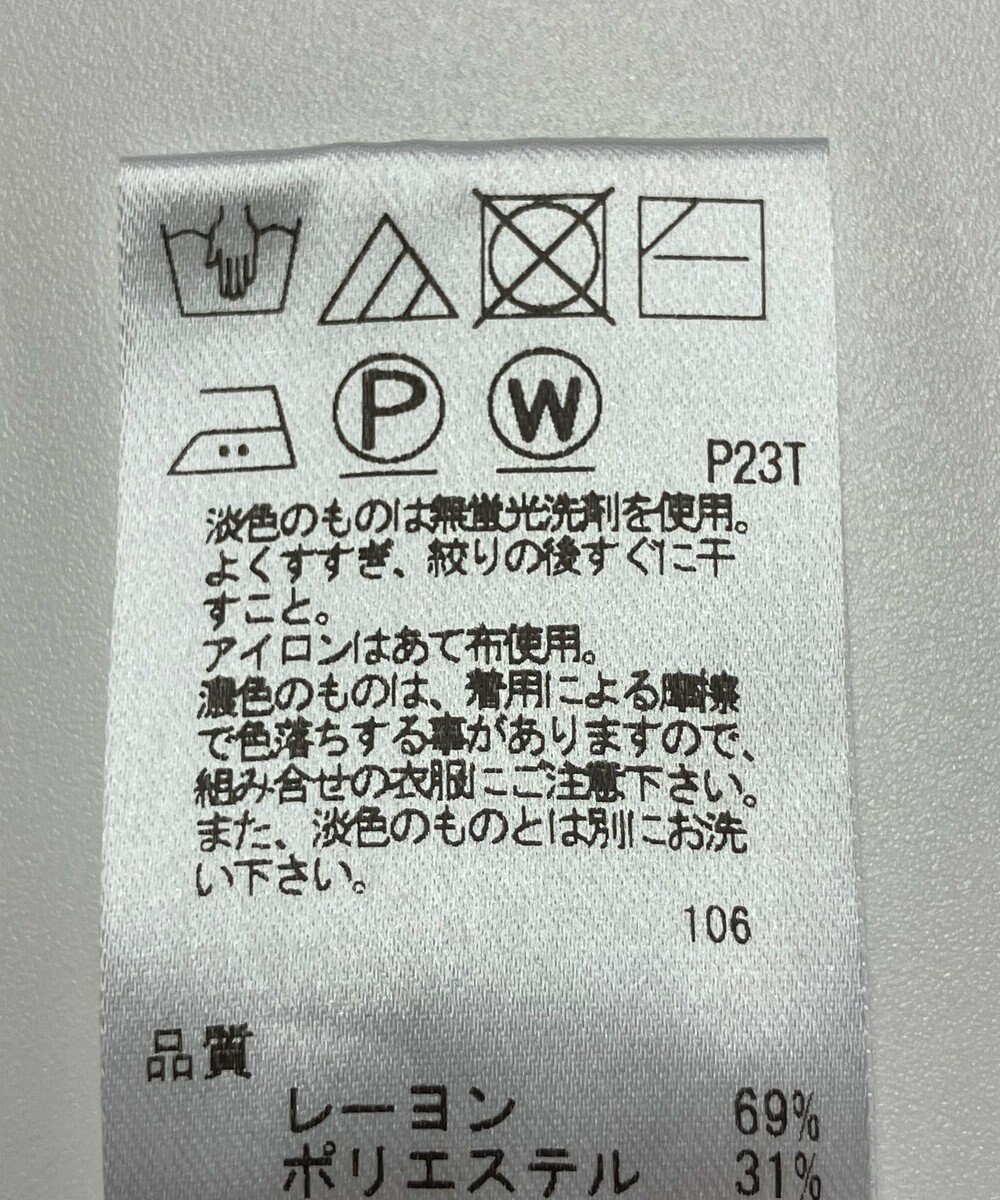 P
W
P23T
淡色のものは無蛍光洗剤を使用。
よくすすぎ、絞りの後すぐに干
すこと。
アイロンはあて布使用。
濃色のものは、着用による摩擦
で色落ちする事がありますので、
組み合せの衣服にご注意下さい。
また、淡色のものとは別にお洗
い下さい。
106
品質
レーヨン 69%
ポリエステル 31%